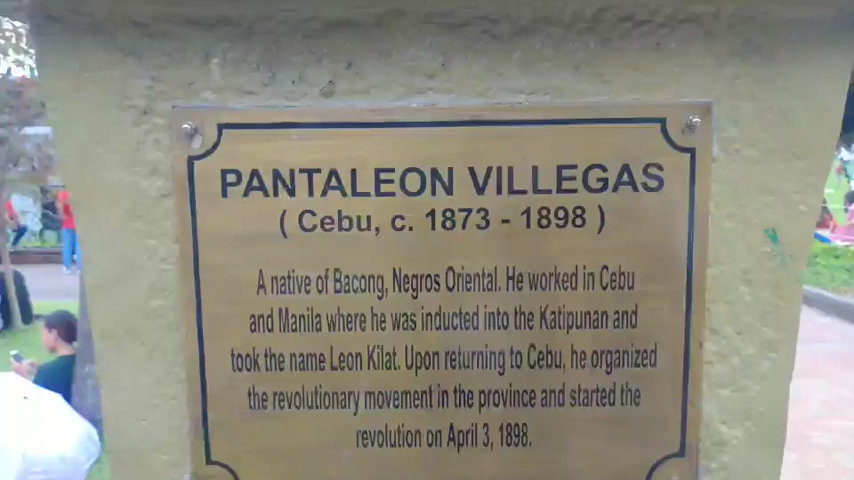 PANTALEON VILLEGAS
( Cebu, c. 1873 - 1898 )
A native of Bacong, Negros Oriental. He worked in Cebu
and Manila where he was inducted into the Katipunan and
took the name Leon Kilat. Upon returning to Cebu, he organized
the revolutionary movement in the province and started the
revolution on April 3, 1898.